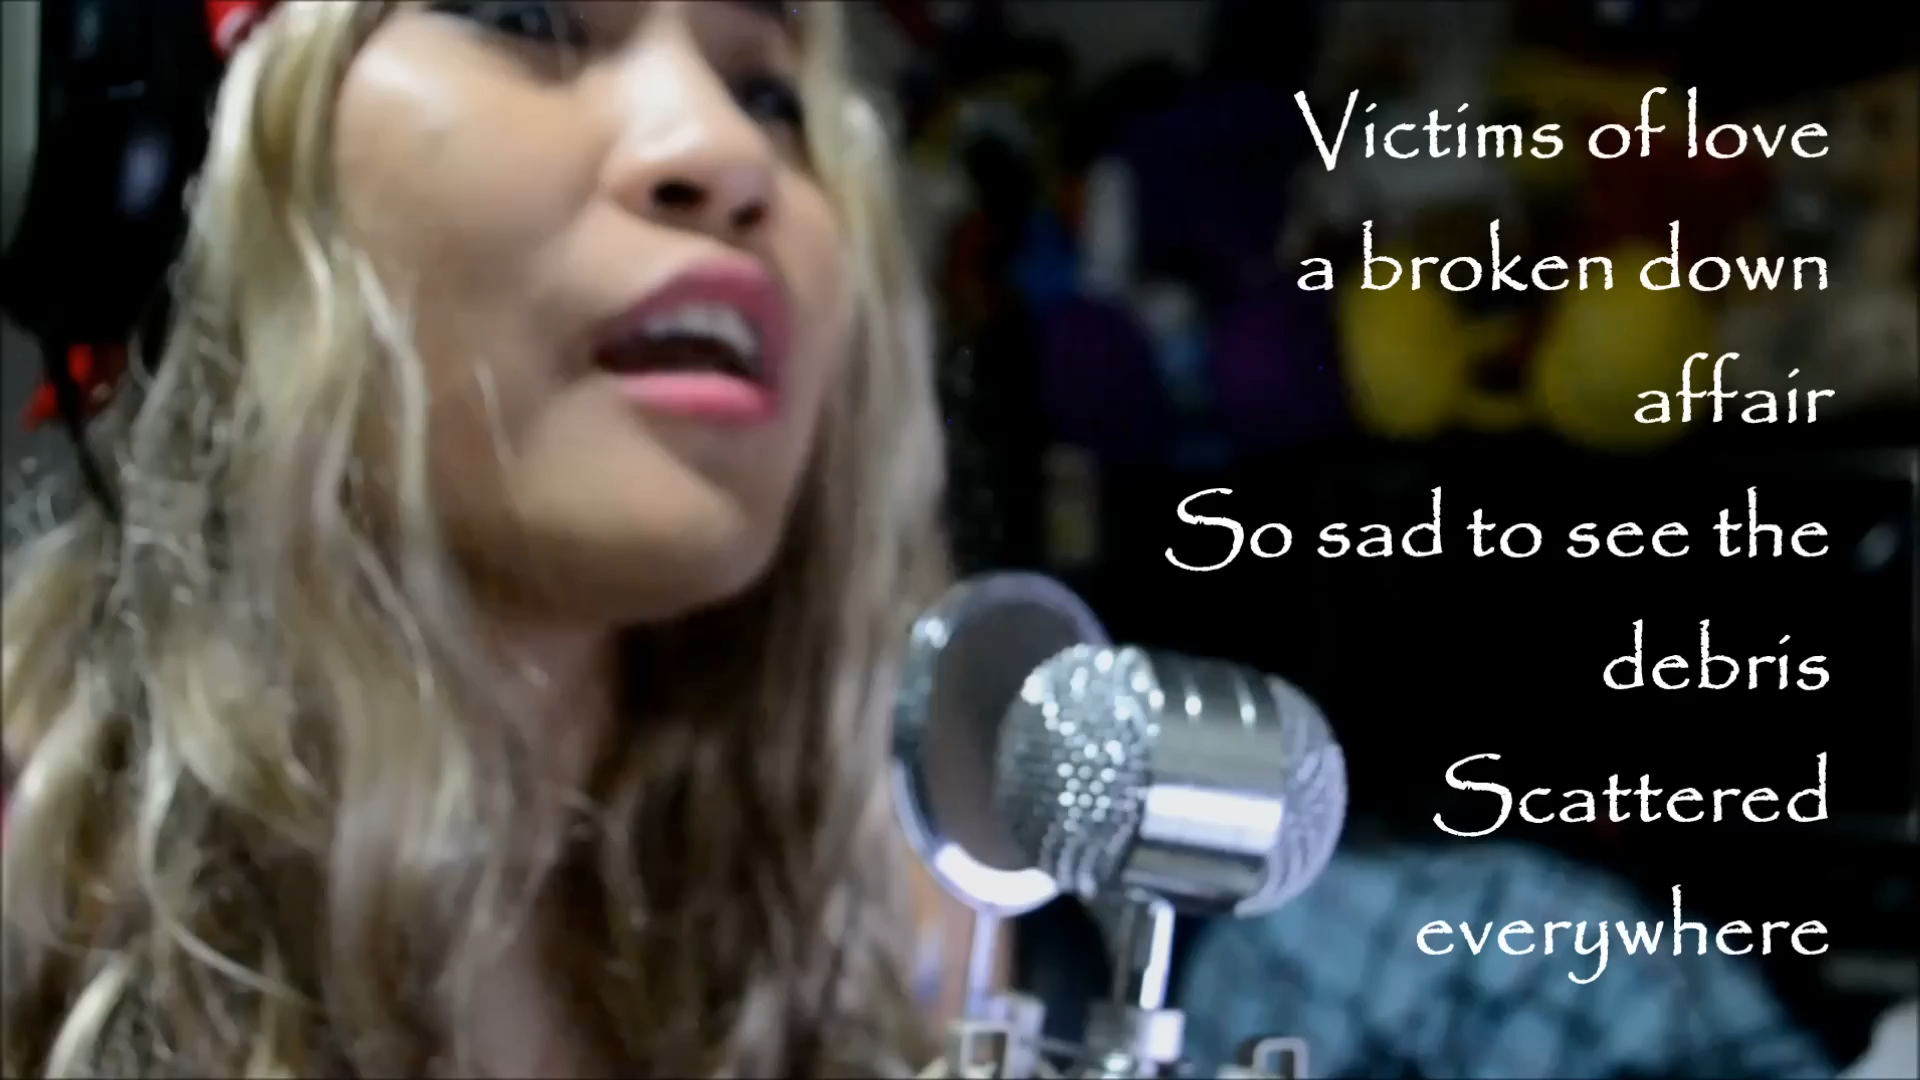 Victims of love
a broken down
affair
So sad to see the
debris
Scattered
everywhere